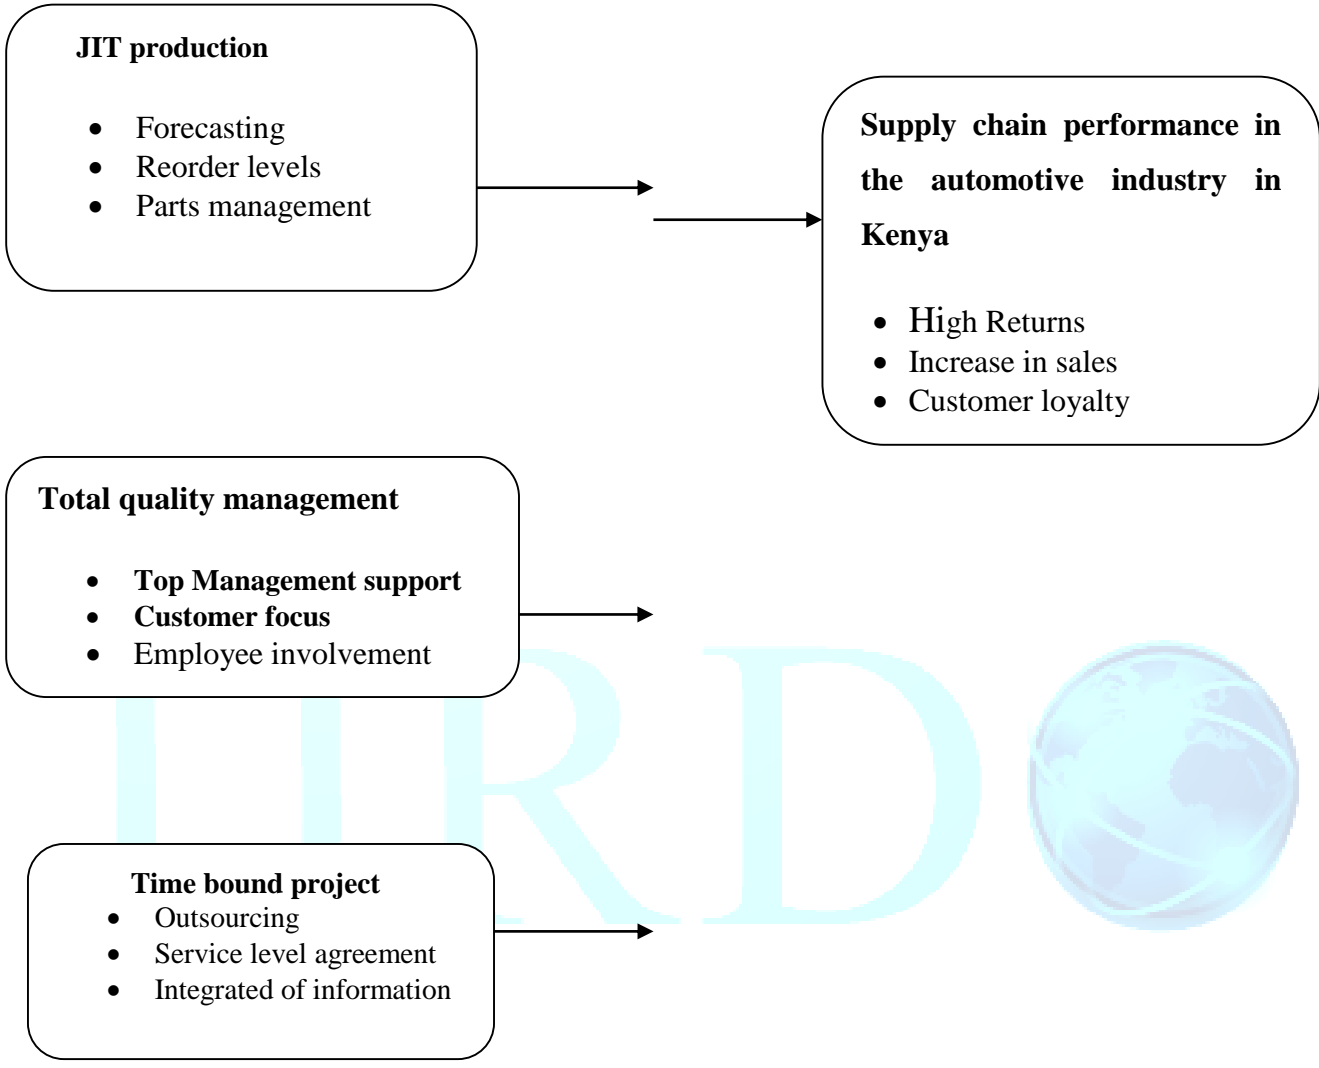 JIT production
• Forecasting
• Reorder levels
• Parts management
Supply chain performance in
the automotive industry in
Kenya
• High Returns
• Increase in sales
• Customer loyalty
Total quality management
• Top Management support
• Customer focus
• Employee involvement
Time bound project
• Outsourcing
• Service level agreement
• Integrated of information